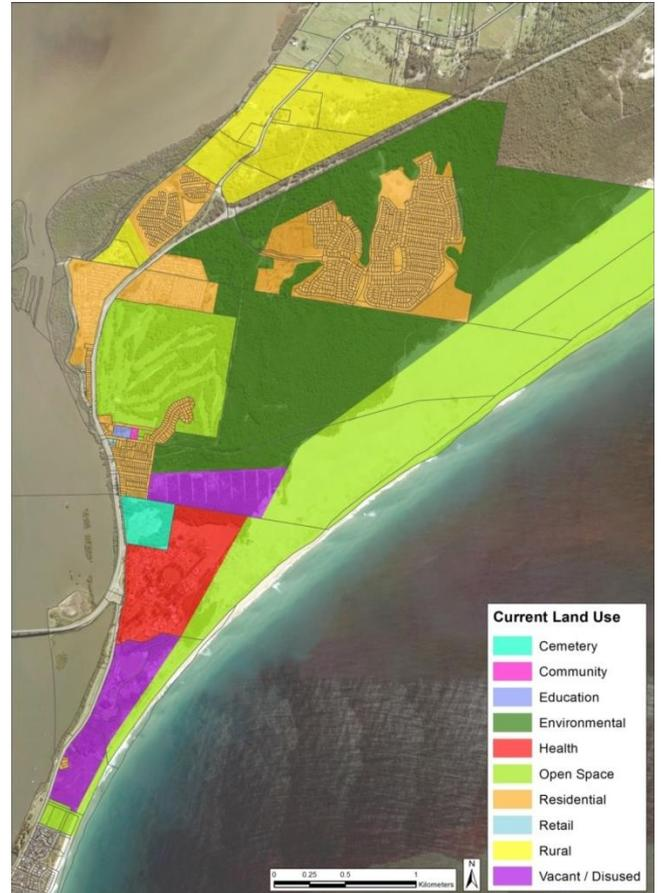 Current Land Use
Cemetery
Community
Education
Environmental
Health
Open Space
Residential
Retail
Rural
Vacant / Disused
0 0.25 0.5 1
Kilometers
N